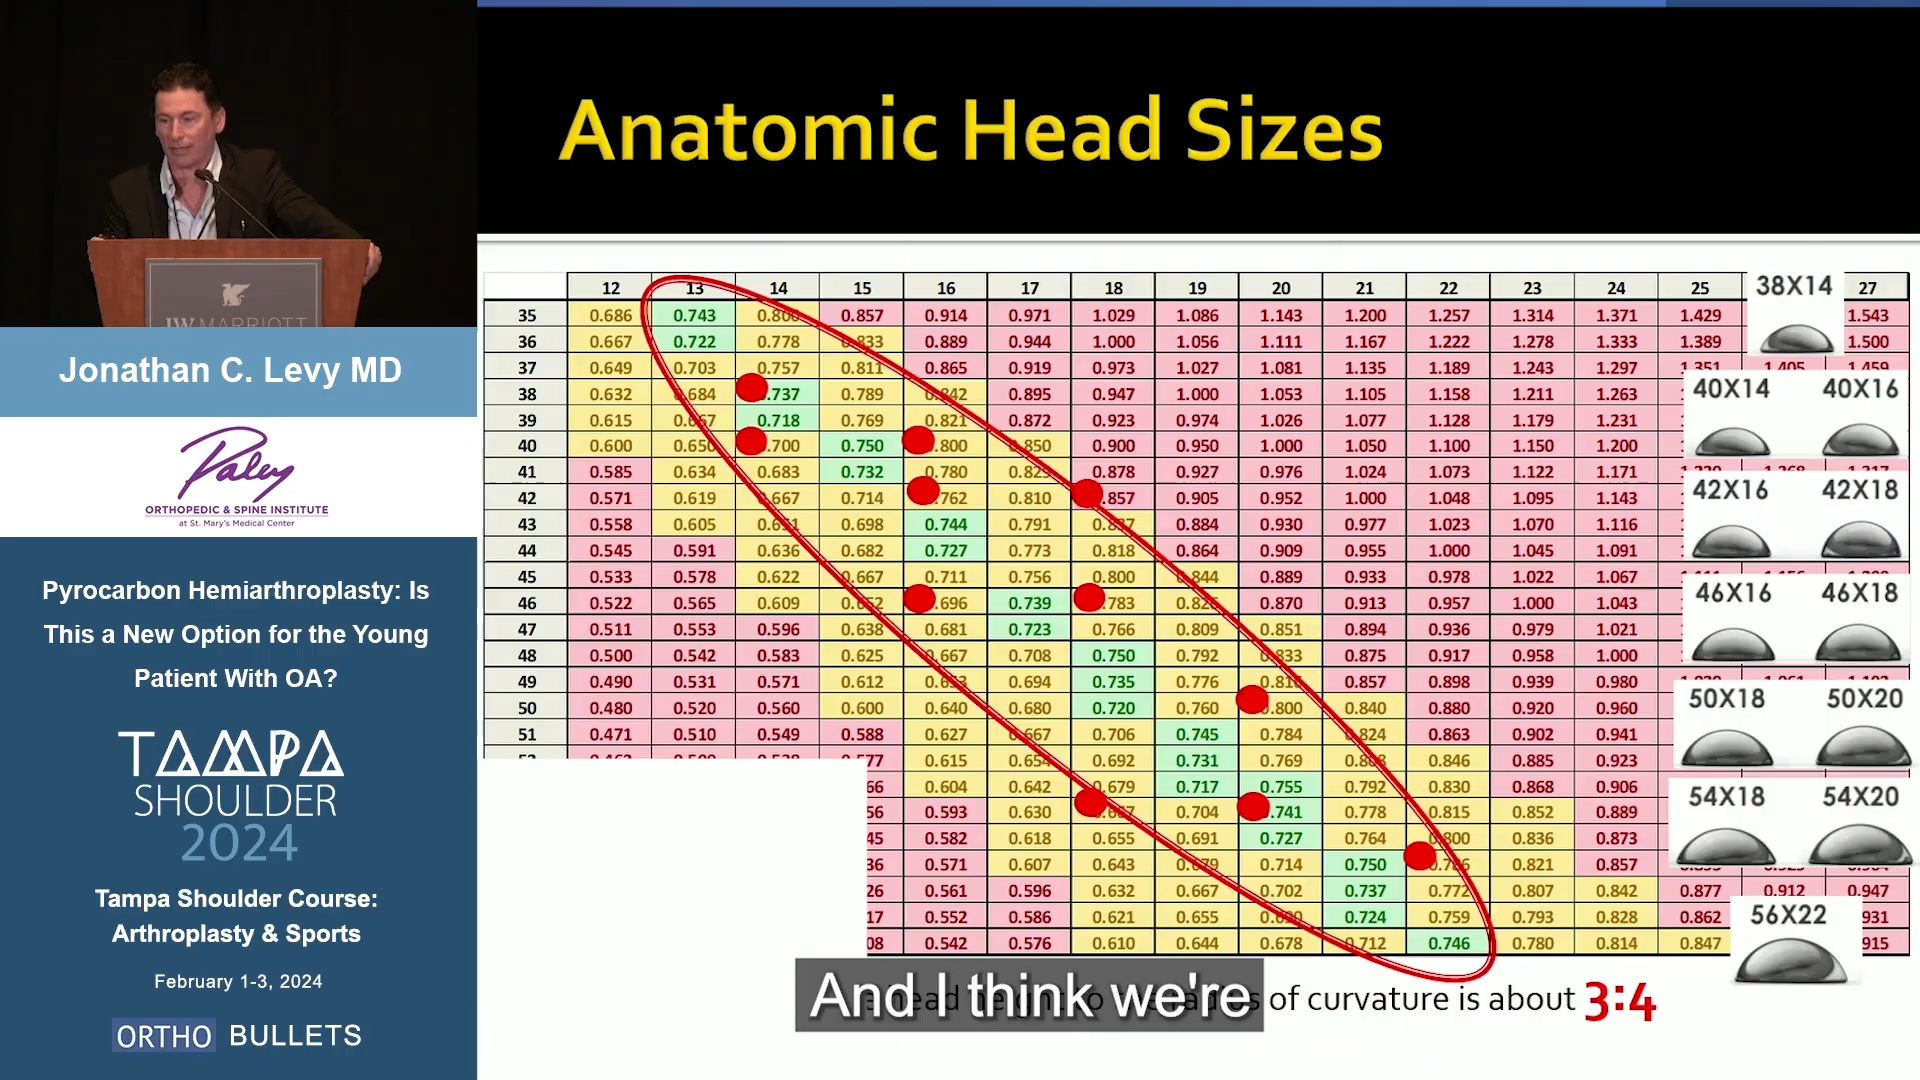 Anatomic Head Sizes
JW MARRIOTT
Jonathan C. Levy MD
Paley
ORTHOPEDIC & SPINE INSTITUTE
at St. Mary's Medical Center
Pyrocarbon Hemiarthroplasty: Is
This a New Option for the Young
Patient With OA?
TAMPA
SHOULDER
2024
Tampa Shoulder Course:
Arthroplasty & Sports
February 1-3, 2024
ORTHO BULLETS
12 13 14 15 16 17 18 19 20 21 22 23 24 25 27
35 0.686 0.743 0.800 0.857 0.914 0.971 1.029 1.086 1.143 1.200 1.257 1.314 1.371 1.429 1.543
36 0.667 0.722 0.778 0.833 0.889 0.944 1.000 1.056 1.111 1.167 1.222 1.278 1.333 1.389 1.500
37 0.649 0.703 0.757 0.811 0.865 0.919 0.973 1.027 1.081 1.135 1.189 1.243 1.297 1.351 1.405 1.459
38 0.632 0.684 0.737 0.789 0.842 0.895 0.947 1.000 1.053 1.105 1.158 1.211 1.263
39 0.615 0.667 0.718 0.769 0.821 0.872 0.923 0.974 1.026 1.077 1.128 1.179 1.231
40 0.600 0.650 0.700 0.750 0.800 0.850 0.900 0.950 1.000 1.050 1.100 1.150 1.200
41 0.585 0.634 0.683 0.732 0.780 0.829 0.878 0.927 0.976 1.024 1.073 1.122 1.171
42 0.571 0.619 0.667 0.714 .762 0.810 .857 0.905 0.952 1.000 1.048 1.095 1.143
43 0.558 0.605 0.651 0.698 0.744 0.791 0.837 0.884 0.930 0.977 1.023 1.070 1.116
44 0.545 0.591 0.636 0.682 0.727 0.773 0.818 0.864 0.909 0.955 1.000 1.045 1.091
45 0.533 0.578 0.622 0.667 0.711 0.756 0.800 0.844 0.889 0.933 0.978 1.022 1.067
46 0.522 0.565 0.609 0.652 .696 0.739 .783 0.826 0.870 0.913 0.957 1.000 1.043
47 0.511 0.553 0.596 0.638 0.681 0.723 0.766 0.809 0.851 0.894 0.936 0.979 1.021
48 0.500 0.542 0.583 0.625 0.667 0.708 0.750 0.792 0.833 0.875 0.917 0.958 1.000
49 0.490 0.531 0.571 0.612 0.653 0.694 0.735 0.776 0.816 0.857 0.898 0.939 0.980
50 0.480 0.520 0.560 0.600 0.640 0.680 0.720 0.760 .800 0.840 0.880 0.920 0.960
51 0.471 0.510 0.549 0.588 0.627 0.667 0.706 0.745 0.784 0.824 0.863 0.902 0.941
77 0.615 0.654 0.692 0.731 0.769 0.808 0.846 0.885 0.923
66 0.604 0.642 0.679 0.717 0.755 0.792 0.830 0.868 0.906
56 0.593 0.630 0.667 0.704 .741 0.778 0.815 0.852 0.889
45 0.582 0.618 0.655 0.691 0.727 0.764 0.800 0.836 0.873
36 0.571 0.607 0.643 0.679 0.714 0.750 0.786 0.821 0.857
26 0.561 0.596 0.632 0.667 0.702 0.737 0.772 0.807 0.842 0.877 0.912 0.947
17 0.552 0.586 0.621 0.655 0.690 0.724 0.759 0.793 0.828 0.862 931
08 0.542 0.576 0.610 0.644 0.678 0.712 0.746 0.780 0.814 0.847 915
38X14
40X14 40X16
42X16 42X18
46X16 46X18
50X18 50X20
54X18 54X20
56X22
And I think we're
of curvature is about 3:4